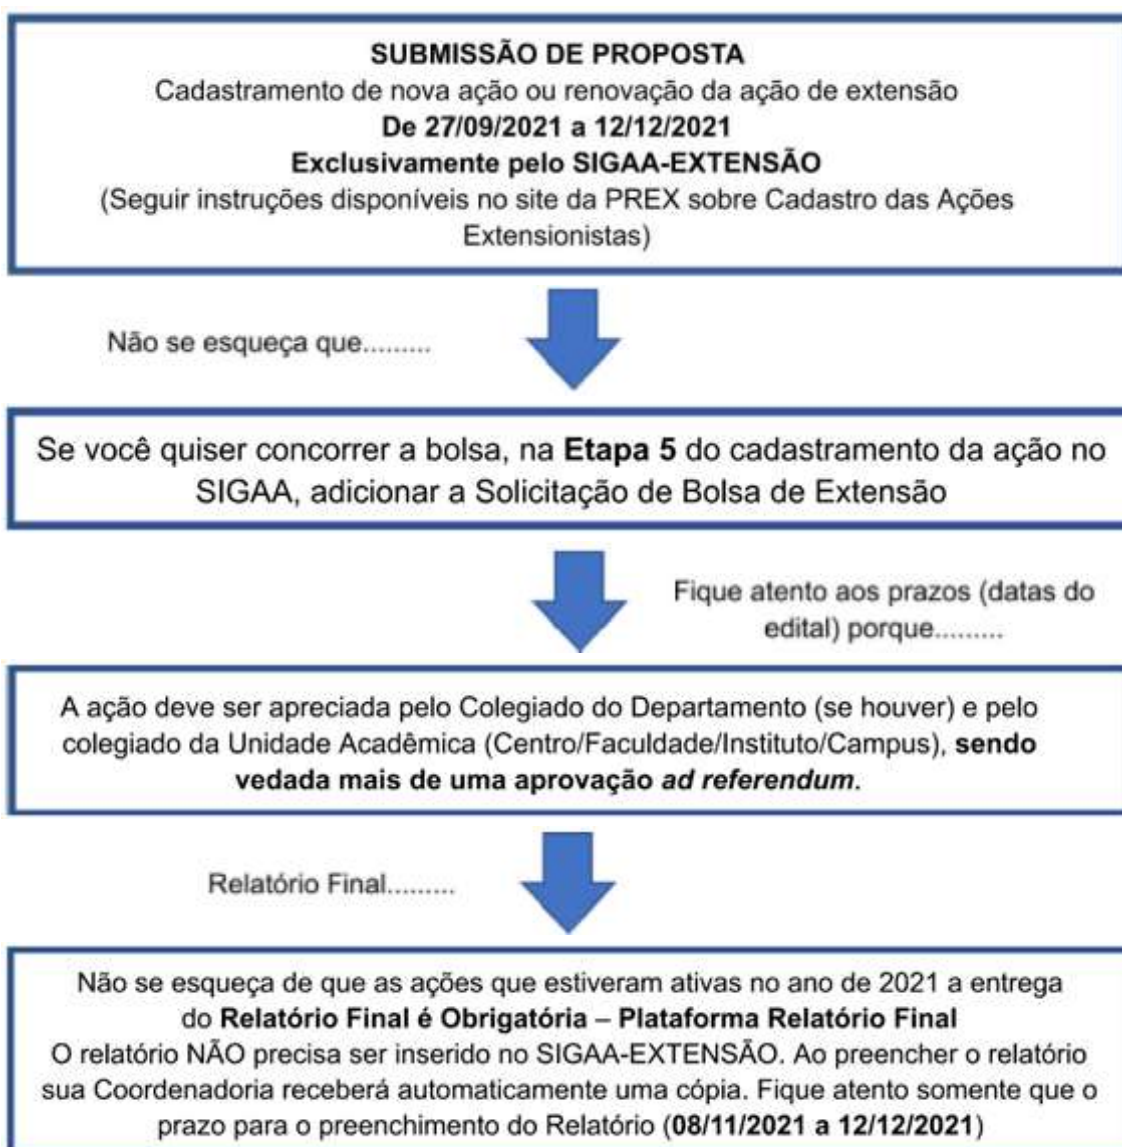 SUBMISSÃO DE PROPOSTA
Cadastramento de nova ação ou renovação da ação de extensão
De 27/09/2021 a 12/12/2021
Exclusivamente pelo SIGAA-EXTENSÃO
(Seguir instruções disponíveis no site da PREX sobre Cadastro das Ações
Extensionistas)
Não se esqueça que.........
Se você quiser concorrer a bolsa, na Etapa 5 do cadastramento da ação no
SIGAA, adicionar a Solicitação de Bolsa de Extensão
Fique atento aos prazos (datas do
edital) porque.........
A ação deve ser apreciada pelo Colegiado do Departamento (se houver) e pelo
colegiado da Unidade Acadêmica (Centro/Faculdade/Instituto/Campus), sendo
vedada mais de uma aprovação ad referendum.
Relatório Final.........
Não se esqueça de que as ações que estiveram ativas no ano de 2021 a entrega
do Relatório Final é Obrigatória – Plataforma Relatório Final
O relatório NÃO precisa ser inserido no SIGAA-EXTENSÃO. Ao preencher o relatório
sua Coordenadoria receberá automaticamente uma cópia. Fique atento somente que o
prazo para o preenchimento do Relatório (08/11/2021 a 12/12/2021)